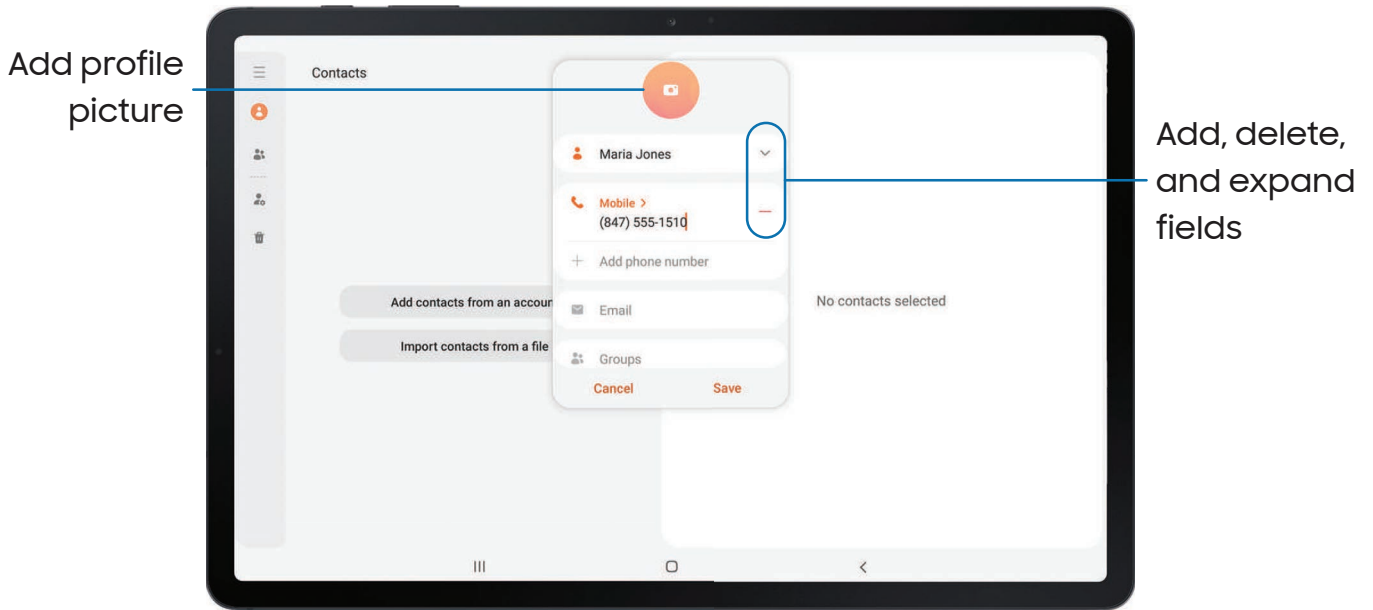 Add profile
picture
Contacts
Maria Jones
Mobile >
(847) 555-1510
Add phone number
Add contacts from an accoun
Email
Import contacts from a file
Groups
Cancel Save
No contacts selected
Add, delete,
and expand
fields